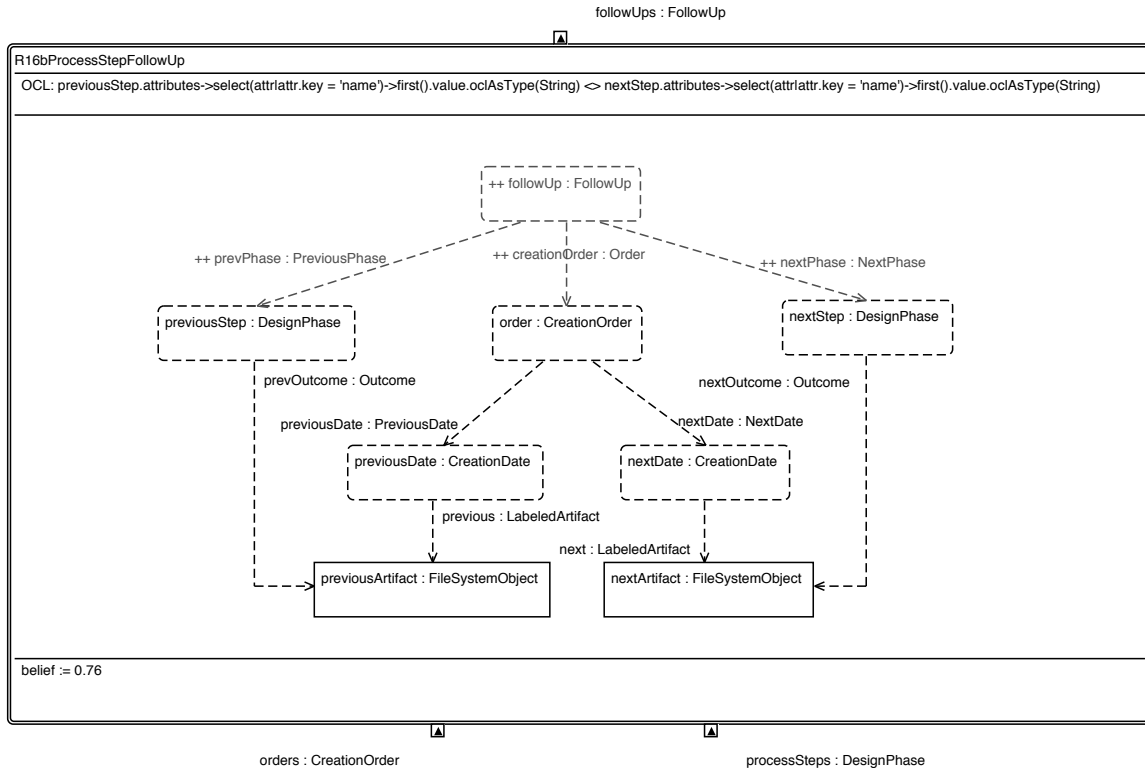 followUps : FollowUp
R16bProcessStepFollowUp
OCL: previousStep.attributes->select(attr|attr.key = 'name')->first().value.oclAsType(String) <> nextStep.attributes->select(attr|attr.key = 'name')->first().value.oclAsType(String)
++ followUp : FollowUp
++ prevPhase : PreviousPhase
++ creationOrder : Order
++ nextPhase : NextPhase
previousStep : DesignPhase
order : CreationOrder
nextStep : DesignPhase
prevOutcome : Outcome
nextOutcome : Outcome
previousDate : PreviousDate
nextDate : NextDate
previousDate : CreationDate
nextDate : CreationDate
previous : LabeledArtifact
next : LabeledArtifact
previousArtifact : FileSystemObject
nextArtifact : FileSystemObject
belief := 0.76
orders : CreationOrder
processSteps : DesignPhase